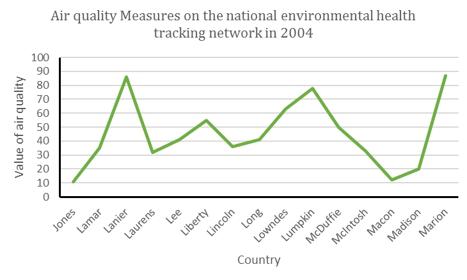 Air quality Measures on the national environmental health
tracking network in 2004
Value of air quality
100
90
80
70
60
50
40
30
20
10
0
Jones
Lamar
Lanier
Laurens
Lee
Liberty
Lincoln
Long
Lowndes
Lumpkin
McDuffie
McIntosh
Macon
Madison
Marion
Country